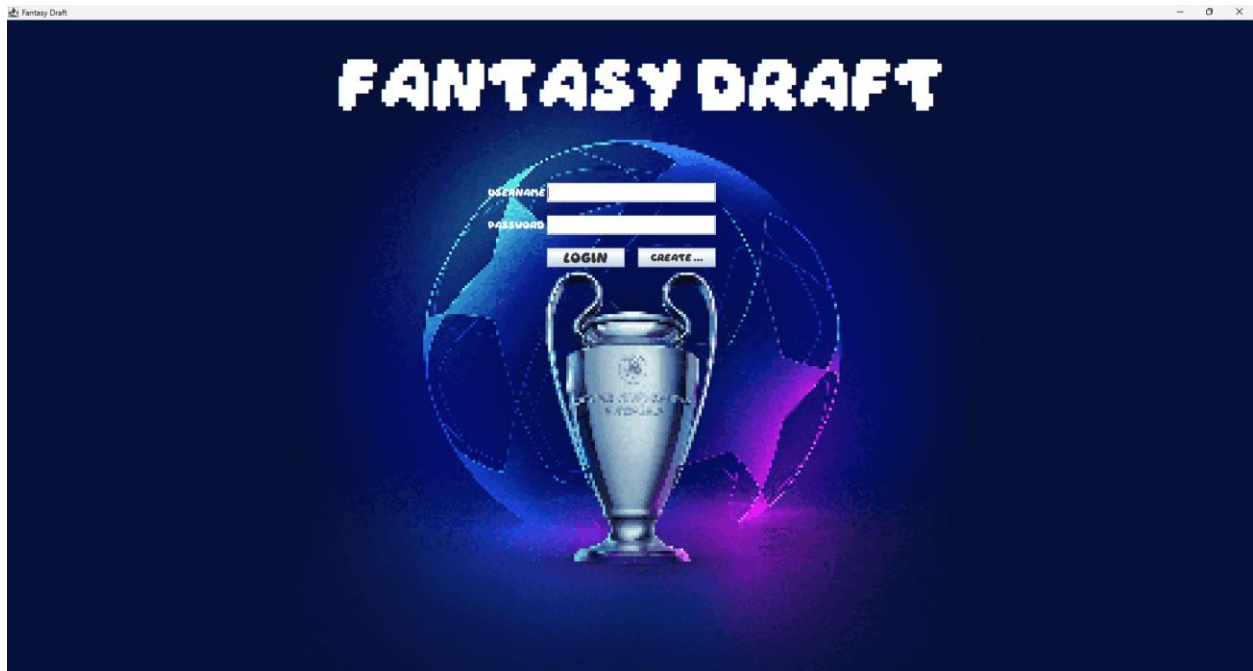 Fantasy Draft
FANTASY DRAFT
USERNAME
PASSWORD
LOGIN CREATE ...